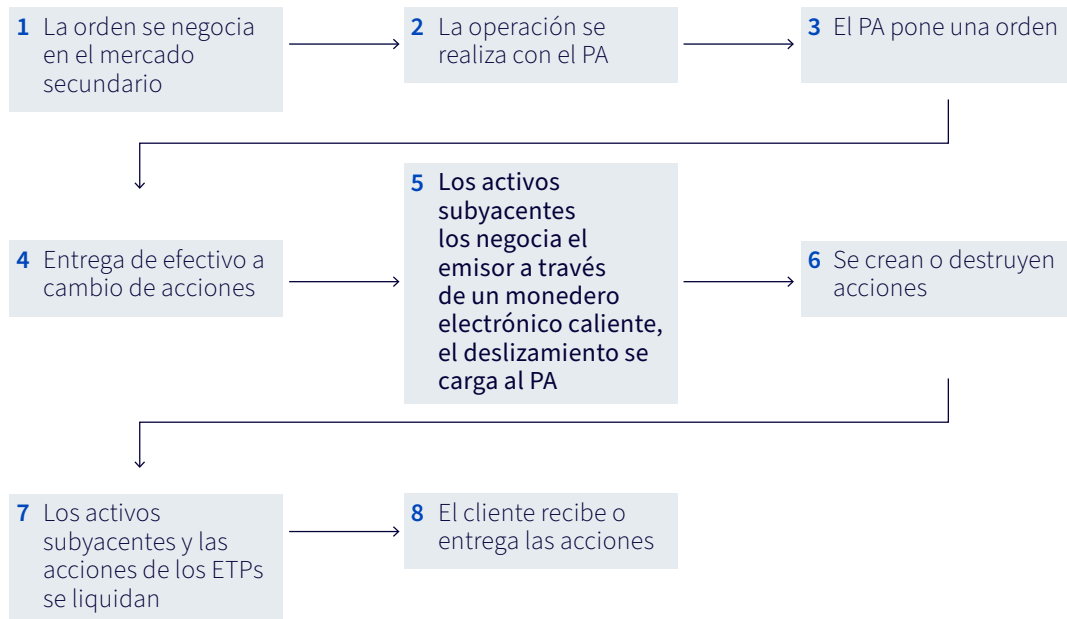 1 La orden se negocia
en el mercado
secundario
2 La operación se
realiza con el PA
3 El PA pone una orden
4 Entrega de efectivo a
cambio de acciones
5 Los activos
subyacentes
los negocia el
emisor a través
de un monedero
electrónico caliente,
el deslizamiento se
carga al PA
6 Se crean o destruyen
acciones
7 Los activos
subyacentes y las
acciones de los ETPs
se liquidan
8 El cliente recibe o
entrega las acciones